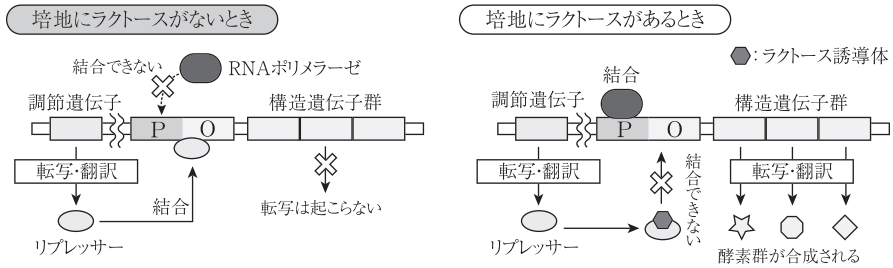 培地にラクトースがないとき
結合できない
RNAポリメラーゼ
調節遺伝子
構造遺伝子群
P
O
転写・翻訳
結合
転写は起こらない
リプレッサー
培地にラクトースがあるとき
:ラクトース誘導体
結合
調節遺伝子
構造遺伝子群
P
O
転写・翻訳
結合できない
転写・翻訳
リプレッサー
酵素群が合成される